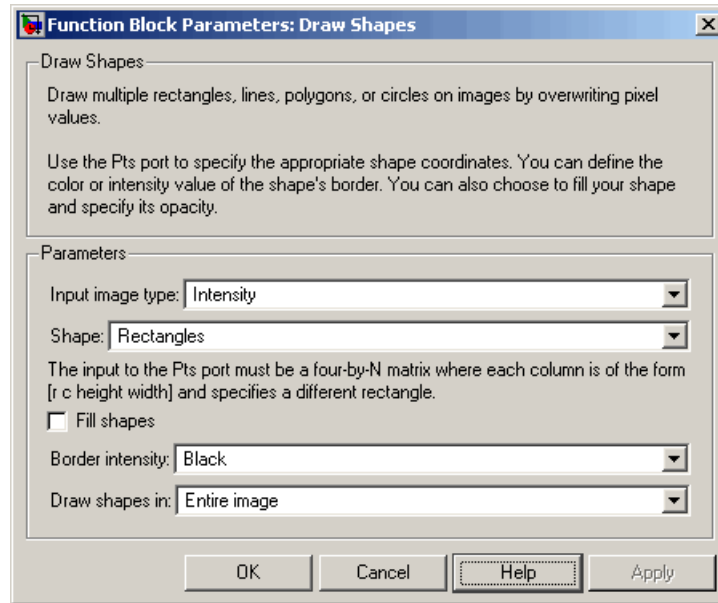 Function Block Parameters: Draw Shapes
Draw Shapes
Draw multiple rectangles, lines, polygons, or circles on images by overwriting pixel
values.
Use the Pts port to specify the appropriate shape coordinates. You can define the
color or intensity value of the shape's border. You can also choose to fill your shape
and specify its opacity.
Parameters
Input image type: Intensity
Shape: Rectangles
The input to the Pts port must be a four-by-N matrix where each column is of the form
[r c height width] and specifies a different rectangle.
Fill shapes
Border intensity: Black
Draw shapes in: Entire image
OK Cancel Help Apply